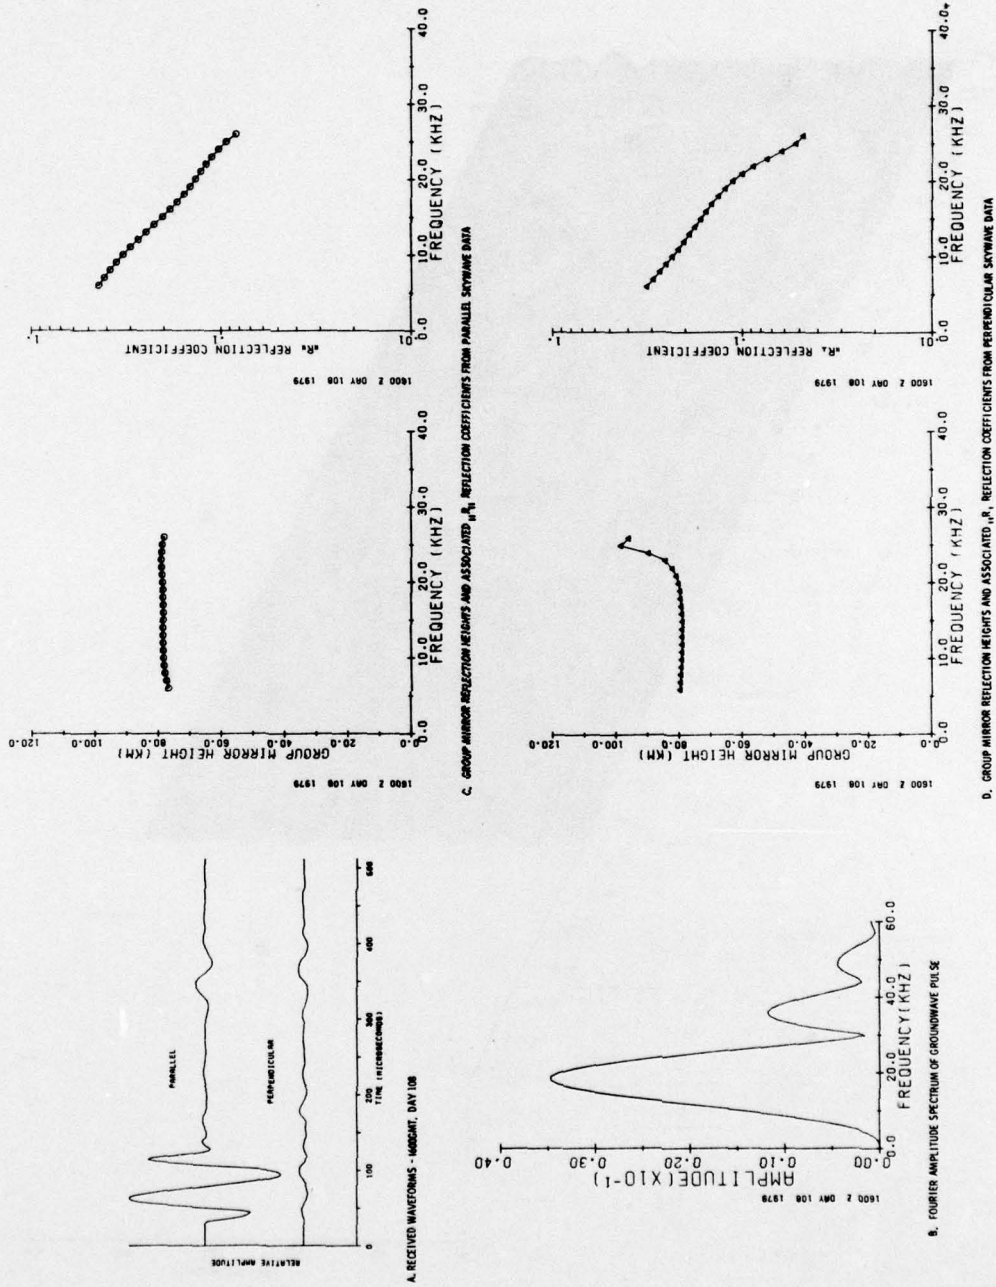 RELATIVE AMPLITUDE
PARALLEL
PERPENDICULAR
0 100 200 300 400 500
TIME (MICROSECONDS)
A. RECEIVED WAVEFORMS - 1600GMT, DAY 108
1600 Z DAY 108 1979
AMPLITUDE(X10-1)
0.40
0.30
0.20
0.10
0.00
0.0 20.0 40.0 60.0
FREQUENCY(KHZ)
B. FOURIER AMPLITUDE SPECTRUM OF GROUNDWAVE PULSE
1600 Z DAY 108 1979
GROUP MIRROR HEIGHT (KM)
120.0
100.0
80.0
60.0
40.0
20.0
0.0
0.0 10.0 20.0 30.0 40.0
FREQUENCY (KHZ)
1600 Z DAY 108 1979
REFLECTION COEFFICIENT
.1
.1
.01
0.0 10.0 20.0 30.0 40.0
FREQUENCY (KHZ)
C. GROUP MIRROR REFLECTION HEIGHTS AND ASSOCIATED ııRıı REFLECTION COEFFICIENTS FROM PARALLEL SKYWAVE DATA
1600 Z DAY 108 1979
GROUP MIRROR HEIGHT (KM)
120.0
100.0
80.0
60.0
40.0
20.0
0.0
0.0 10.0 20.0 30.0 40.0
FREQUENCY (KHZ)
1600 Z DAY 108 1979
REFLECTION COEFFICIENT
.1
.1
.01
0.0 10.0 20.0 30.0 40.0
FREQUENCY (KHZ)
D. GROUP MIRROR REFLECTION HEIGHTS AND ASSOCIATED ııR, REFLECTION COEFFICIENTS FROM PERPENDICULAR SKYWAVE DATA